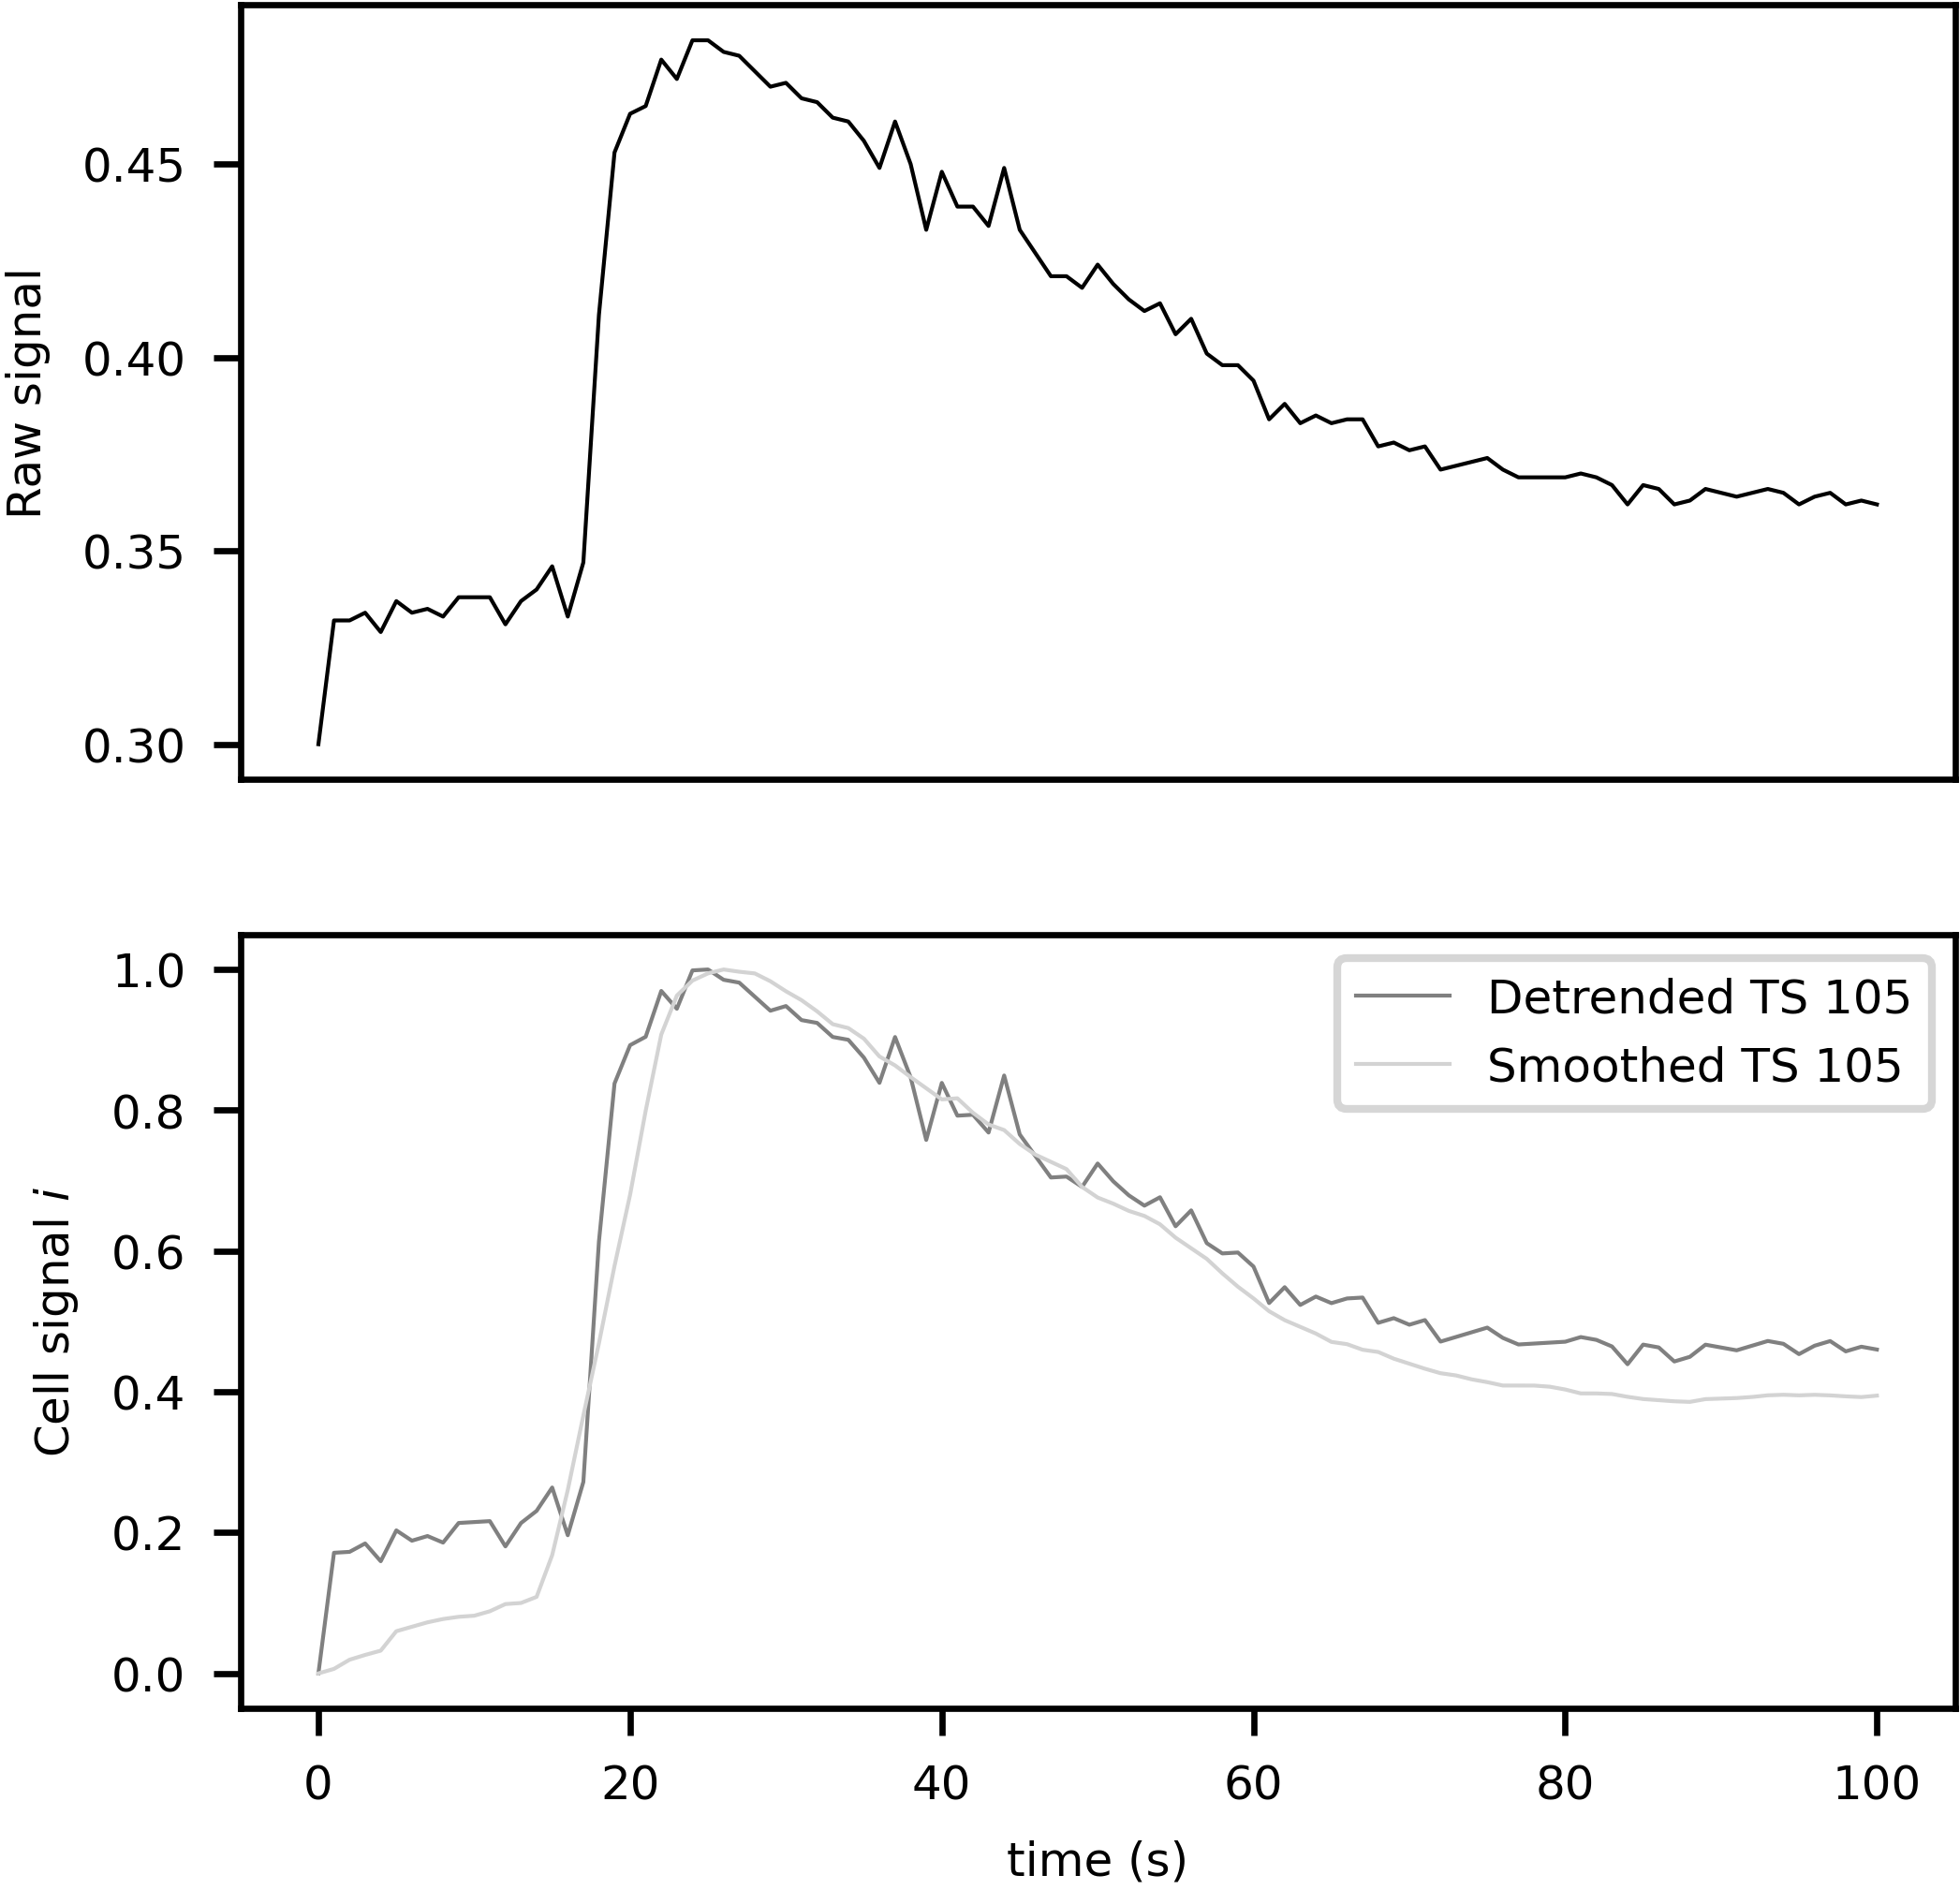 Raw signal
0.45
0.40
0.35
0.30
Cell signal i
1.0
0.8
0.6
0.4
0.2
0.0
Detrended TS 105
Smoothed TS 105
0 20 40 60 80 100
time (s)